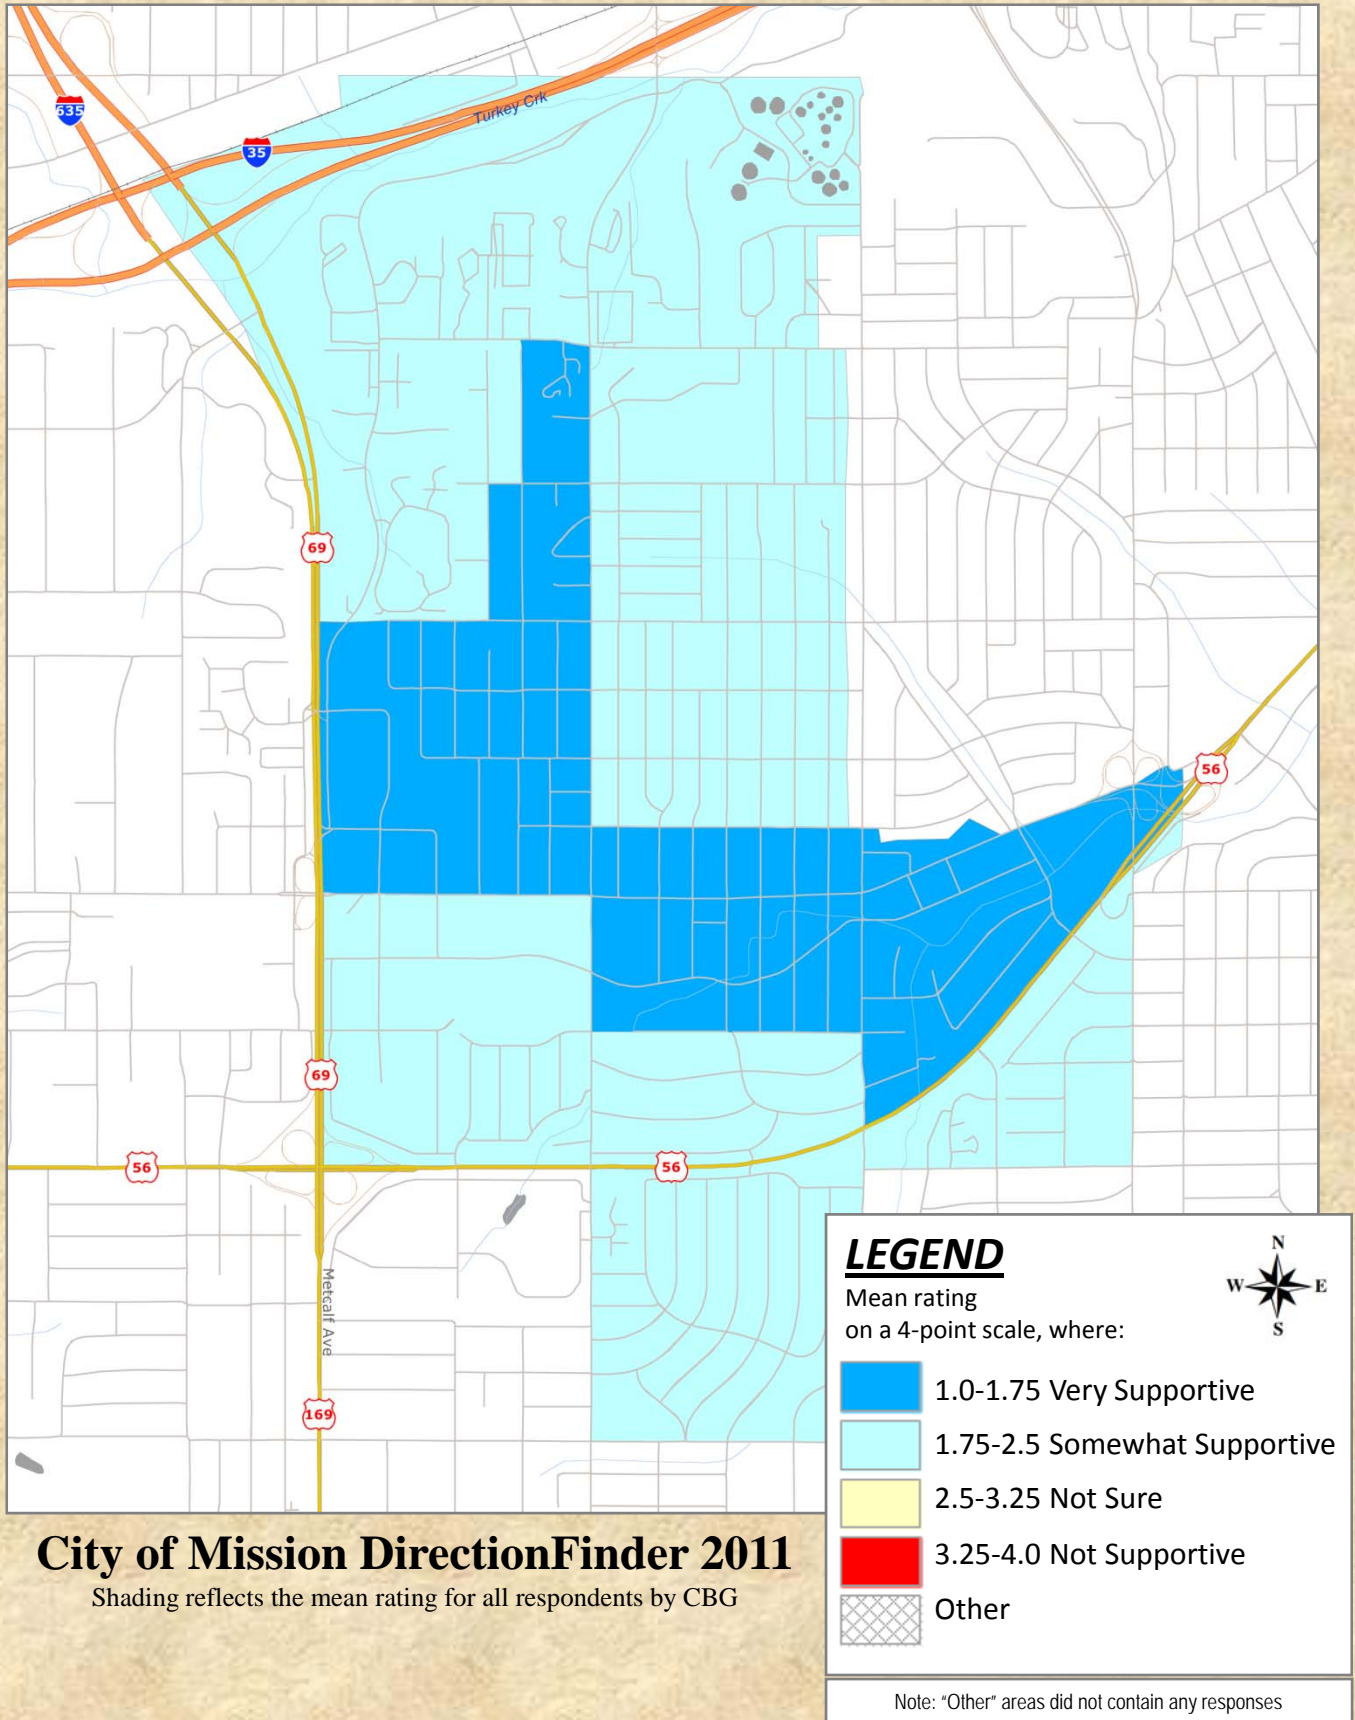 635
35
Turkey Crk
69
56
69
56
56
Metcalf Ave
169
LEGEND
Mean rating
on a 4-point scale, where:
N
W E
S
1.0-1.75 Very Supportive
1.75-2.5 Somewhat Supportive
2.5-3.25 Not Sure
3.25-4.0 Not Supportive
Other
City of Mission DirectionFinder 2011
Shading reflects the mean rating for all respondents by CBG
Note: "Other" areas did not contain any responses